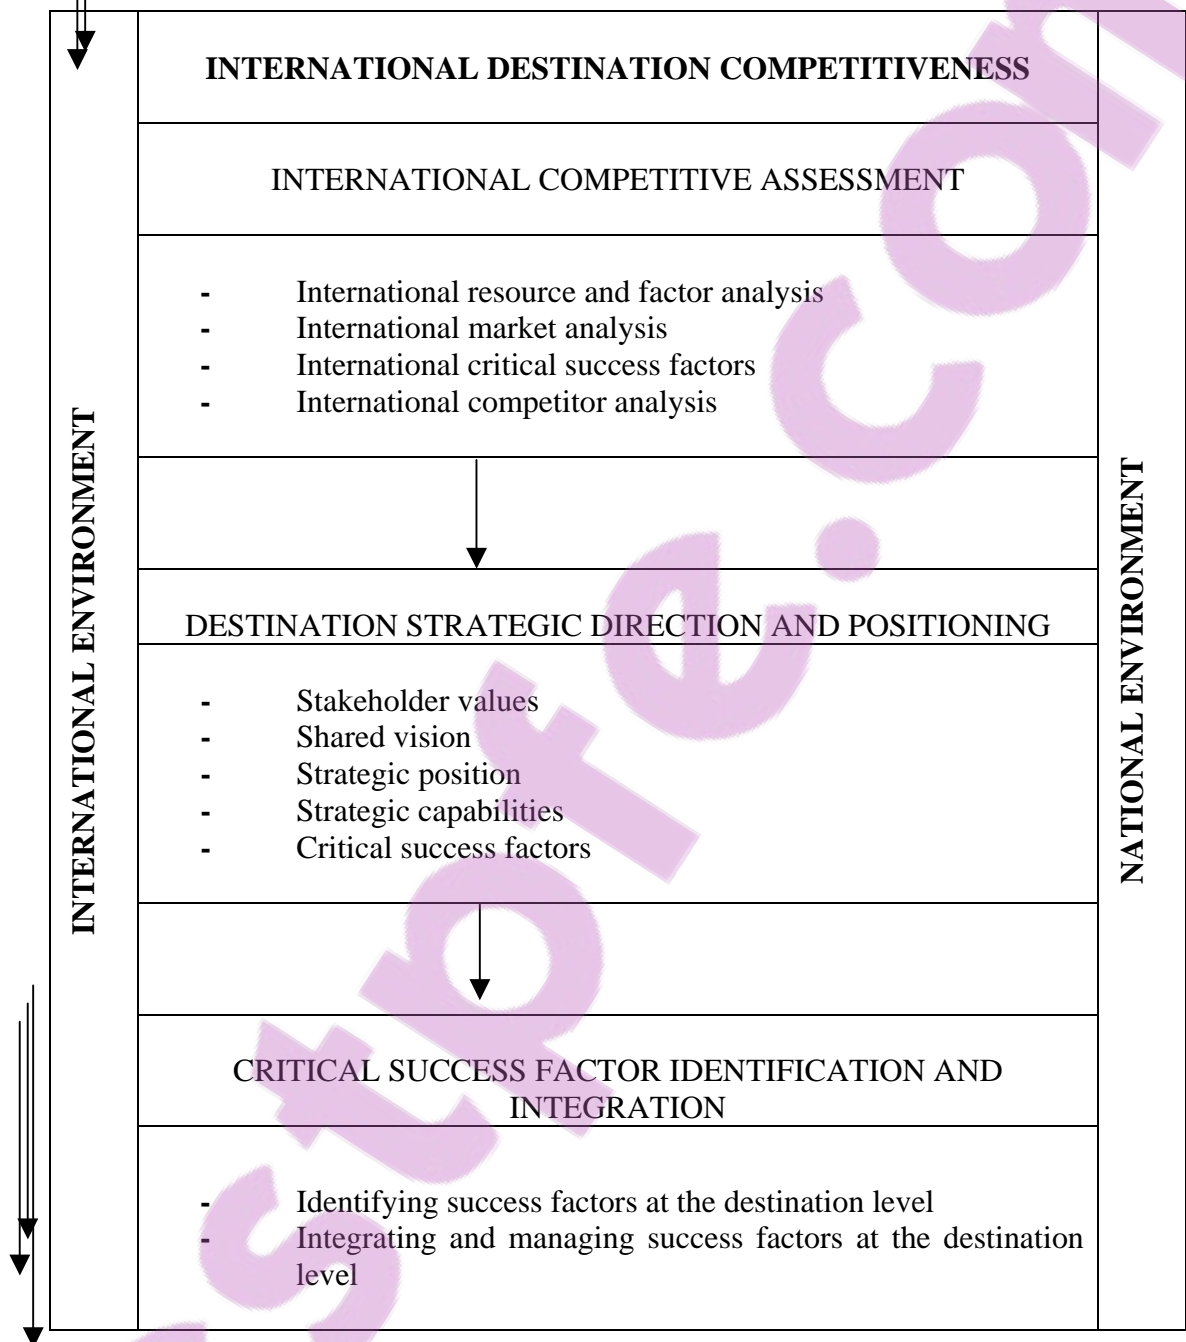 INTERNATIONAL DESTINATION COMPETITIVENESS
INTERNATIONAL COMPETITIVE ASSESSMENT
- International resource and factor analysis
- International market analysis
- International critical success factors
- International competitor analysis
INTERNATIONAL ENVIRONMENT
NATIONAL ENVIRONMENT
DESTINATION STRATEGIC DIRECTION AND POSITIONING
- Stakeholder values
- Shared vision
- Strategic position
- Strategic capabilities
- Critical success factors
CRITICAL SUCCESS FACTOR IDENTIFICATION AND
INTEGRATION
- Identifying success factors at the destination level
- Integrating and managing success factors at the destination
level
stpfe.com